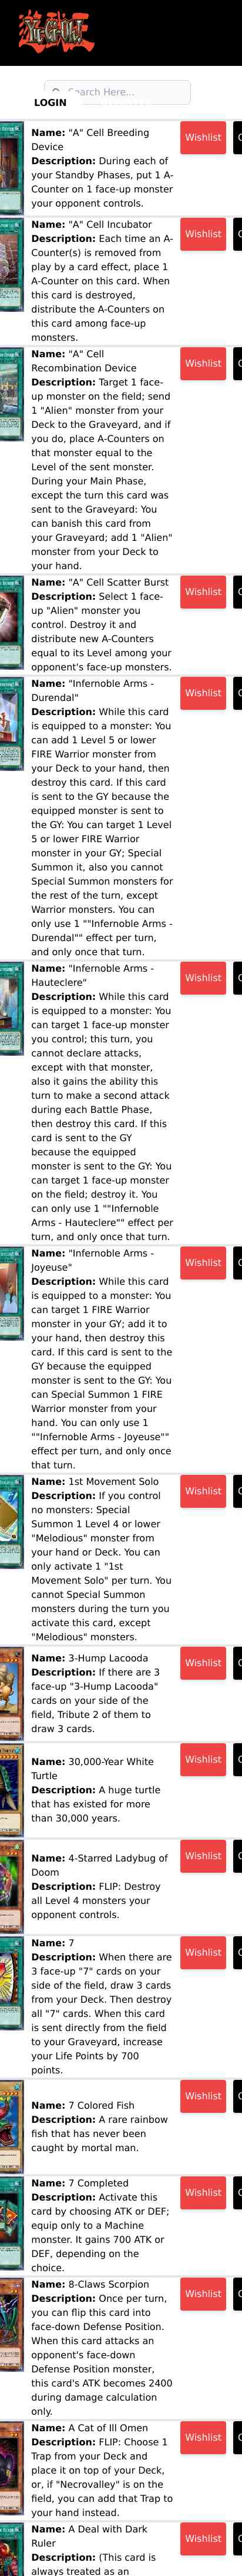 Yu-Gi-Oh!
Search Here...
LOGIN
Name: "A" Cell Breeding
Device
Description: During each of
your Standby Phases, put 1 A-
Counter on 1 face-up monster
your opponent controls.
Wishlist
Name: "A" Cell Incubator
Description: Each time an A-
Counter(s) is removed from
play by a card effect, place 1
A-Counter on this card. When
this card is destroyed,
distribute the A-Counters on
this card among face-up
monsters.
Wishlist
Name: "A" Cell
Recombination Device
Description: Target 1 face-
up monster on the field; send
1 "Alien" monster from your
Deck to the Graveyard, and if
you do, place A-Counters on
that monster equal to the
Level of the sent monster.
During your Main Phase,
except the turn this card was
sent to the Graveyard: You
can banish this card from
your Graveyard; add 1 "Alien"
monster from your Deck to
your hand.
Wishlist
Name: "A" Cell Scatter Burst
Description: Select 1 face-
up "Alien" monster you
control. Destroy it and
distribute new A-Counters
equal to its Level among your
opponent's face-up monsters.
Wishlist
Name: "Infernoble Arms -
Durendal"
Description: While this card
is equipped to a monster: You
can add 1 Level 5 or lower
FIRE Warrior monster from
your Deck to your hand, then
destroy this card. If this card
is sent to the GY because the
equipped monster is sent to
the GY: You can target 1 Level
5 or lower FIRE Warrior
monster in your GY; Special
Summon it, also you cannot
Special Summon monsters for
the rest of the turn, except
Warrior monsters. You can
only use 1 ""Infernoble Arms -
Durendal"" effect per turn,
and only once that turn.
Wishlist
Name: "Infernoble Arms -
Hauteclere"
Description: While this card
is equipped to a monster: You
can target 1 face-up monster
you control; this turn, you
cannot declare attacks,
except with that monster,
also it gains the ability this
turn to make a second attack
during each Battle Phase,
then destroy this card. If this
card is sent to the GY
because the equipped
monster is sent to the GY: You
can target 1 face-up monster
on the field; destroy it. You
can only use 1 ""Infernoble
Arms - Hauteclere"" effect per
turn, and only once that turn.
Wishlist
Name: "Infernoble Arms -
Joyeuse"
Description: While this card
is equipped to a monster: You
can target 1 FIRE Warrior
monster in your GY; add it to
your hand, then destroy this
card. If this card is sent to the
GY because the equipped
monster is sent to the GY: You
can Special Summon 1 FIRE
Warrior monster from your
hand. You can only use 1
""Infernoble Arms - Joyeuse""
effect per turn, and only once
that turn.
Wishlist
Name: 1st Movement Solo
Description: If you control
no monsters: Special
Summon 1 Level 4 or lower
"Melodious" monster from
your hand or Deck. You can
only activate 1 "1st
Movement Solo" per turn. You
cannot Special Summon
monsters during the turn you
activate this card, except
"Melodious" monsters.
Wishlist
Name: 3-Hump Lacooda
Description: If there are 3
face-up "3-Hump Lacooda"
cards on your side of the
field, Tribute 2 of them to
draw 3 cards.
Wishlist
Name: 30,000-Year White
Turtle
Description: A huge turtle
that has existed for more
than 30,000 years.
Wishlist
Name: 4-Starred Ladybug of
Doom
Description: FLIP: Destroy
all Level 4 monsters your
opponent controls.
Wishlist
Name: 7
Description: When there are
3 face-up "7" cards on your
side of the field, draw 3 cards
from your Deck. Then destroy
all "7" cards. When this card
is sent directly from the field
to your Graveyard, increase
your Life Points by 700
points.
Wishlist
Name: 7 Colored Fish
Description: A rare rainbow
fish that has never been
caught by mortal man.
Wishlist
Name: 7 Completed
Description: Activate this
card by choosing ATK or DEF;
equip only to a Machine
monster. It gains 700 ATK or
DEF, depending on the
choice.
Wishlist
Name: 8-Claws Scorpion
Description: Once per turn,
you can flip this card into
face-down Defense Position.
When this card attacks an
opponent's face-down
Defense Position monster,
this card's ATK becomes 2400
during damage calculation
only.
Wishlist
Name: A Cat of Ill Omen
Description: FLIP: Choose 1
Trap from your Deck and
place it on top of your Deck,
or, if "Necrovalley" is on the
field, you can add that Trap to
your hand instead.
Wishlist
Name: A Deal with Dark
Ruler
Description: (This card is
always treated as an
Wishlist